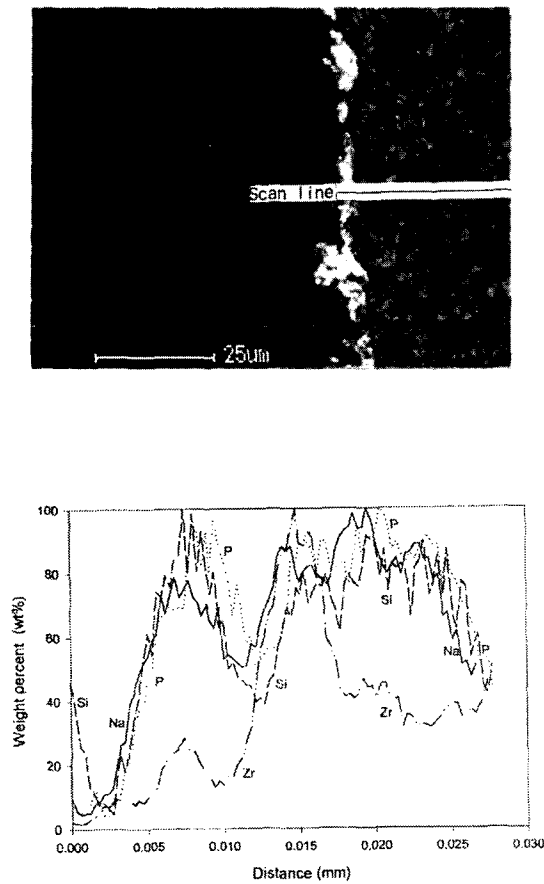 Scan line
25um
100
80
60
40
20
0
Weight percent (wt%)
Si
Na
P
P
Si
Zr
P
Si
Na
P
Zr
0.000 0.005 0.010 0.015 0.020 0.025 0.030
Distance (mm)